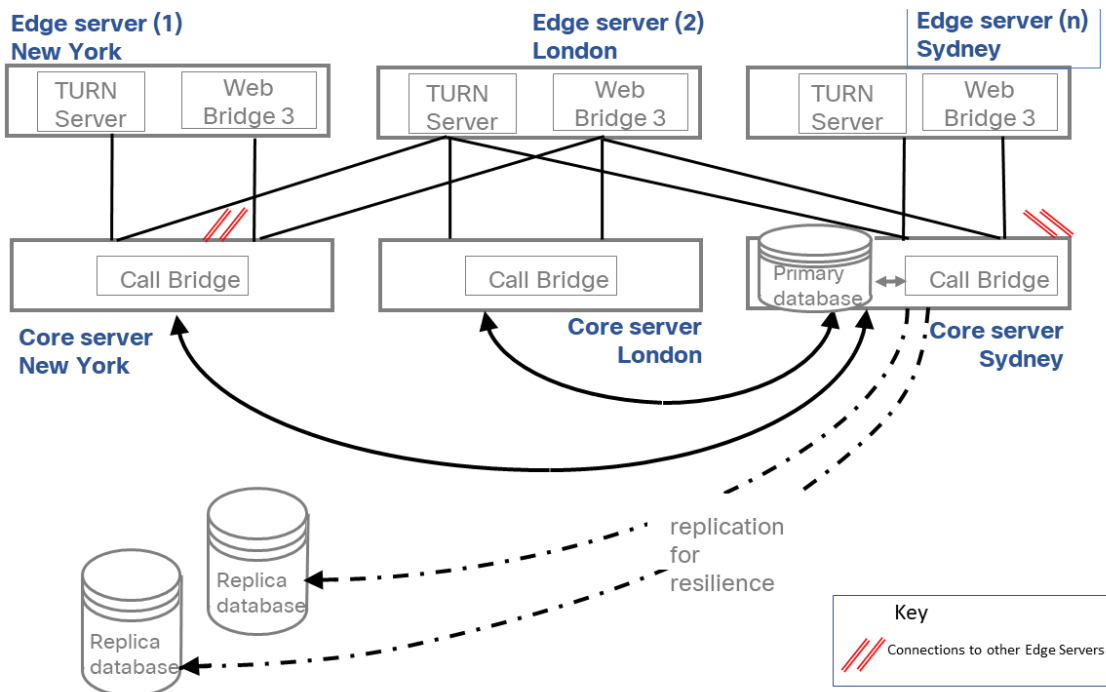 Edge server (1)
New York
Edge server (2)
London
Edge server (n)
Sydney
TURN
Server
Web
Bridge 3
TURN
Server
Web
Bridge 3
TURN
Server
Web
Bridge 3
Call Bridge
Call Bridge
Primary
database
Call Bridge
Core server
New York
Core server
London
Core server
Sydney
replication
for
resilience
Replica
database
Replica
database
Key
Connections to other Edge Servers